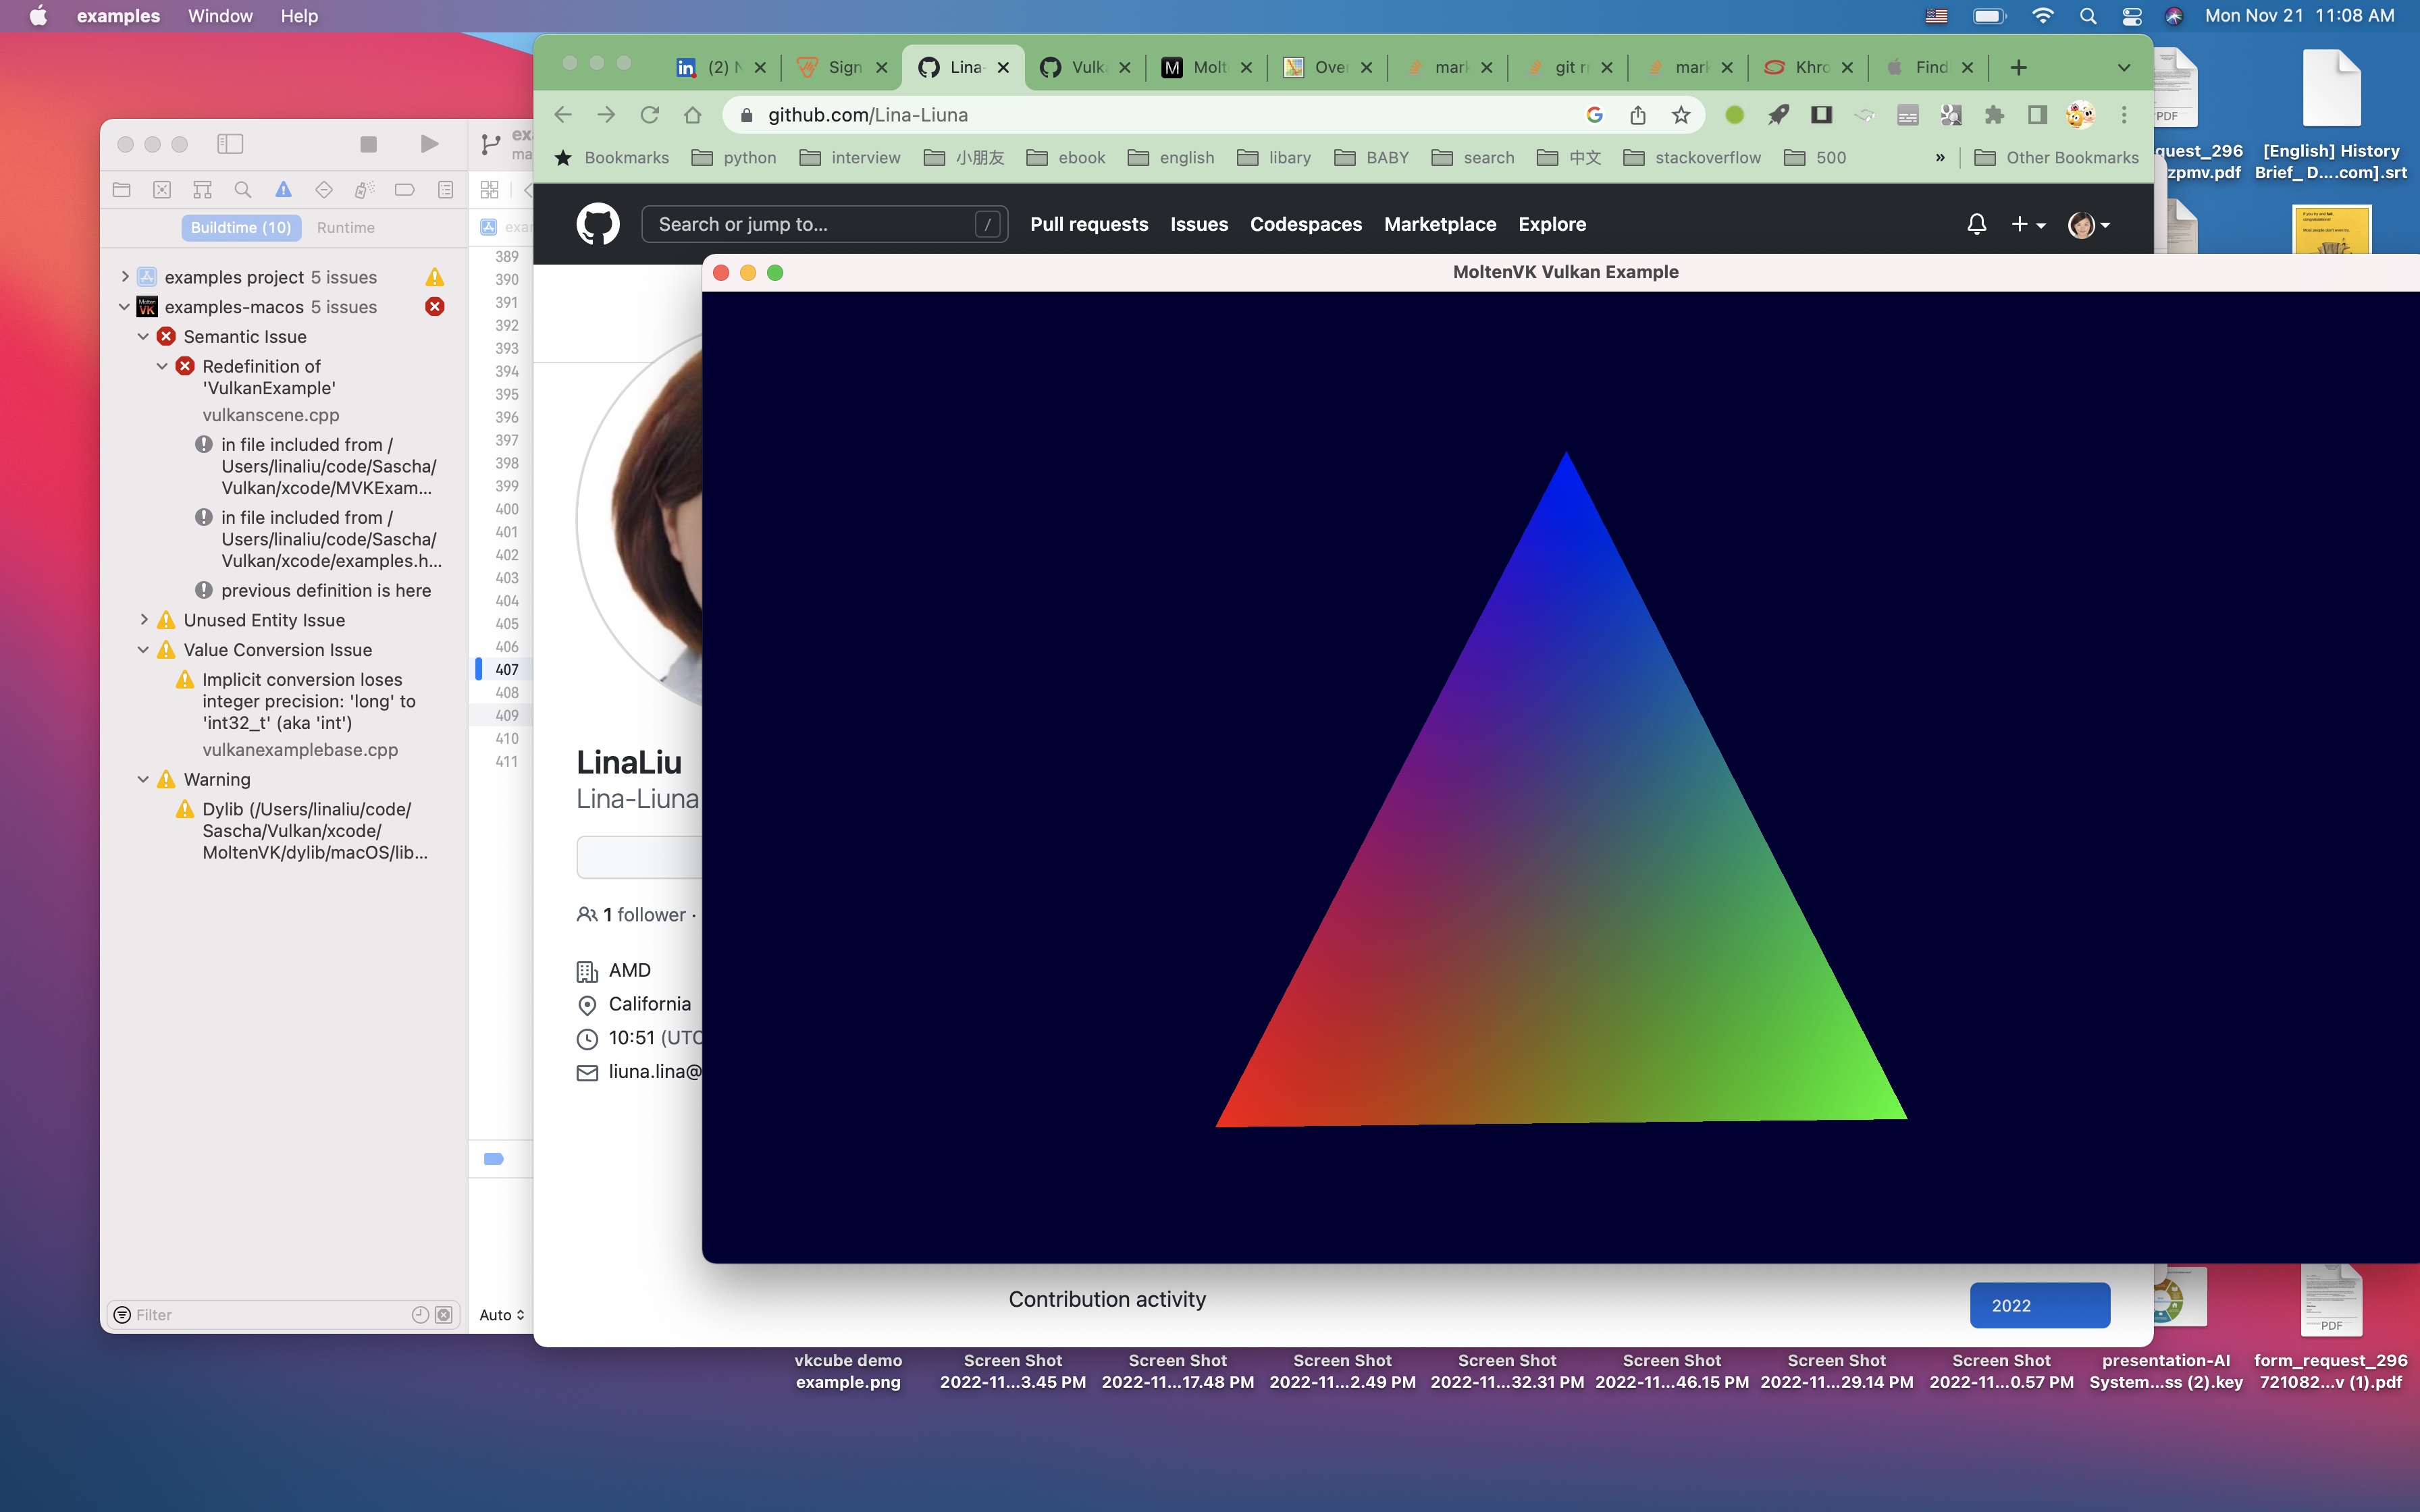 examples Window Help
Mon Nov 21 11:08 AM
in (2) N Sign Lina- Vulk M Molt Over mark git r mark Khro Find
github.com/Lina-Liuna
Bookmarks python interview 小朋友 ebook english libary BABY search 中文 stackoverflow 500 » Other Bookmarks
Search or jump to... / Pull requests Issues Codespaces Marketplace Explore
MoltenVK Vulkan Example
Buildtime (10) Runtime
examples project 5 issues
examples-macos 5 issues
Semantic Issue
Redefinition of
'VulkanExample'
vulkanscene.cpp
in file included from /
Users/linaliu/code/Sascha/
Vulkan/xcode/MVKExam...
in file included from /
Users/linaliu/code/Sascha/
Vulkan/xcode/examples.h...
previous definition is here
Unused Entity Issue
Value Conversion Issue
Implicit conversion loses
integer precision: 'long' to
'int32_t' (aka 'int')
vulkanexamplebase.cpp
Warning
Dylib (/Users/linaliu/code/
Sascha/Vulkan/xcode/
MoltenVK/dylib/macOS/lib...
Filter
389
390
391
392
393
394
395
396
397
398
399
400
401
402
403
404
405
406
407
408
409
410
411
Auto
LinaLiu
Lina-Liuna
1 follower ·
AMD
California
10:51 (UTC
liuna.lina@
Contribution activity
2022
PDF
quest_296
zpmv.pdf
[English] History
Brief_ D....com].srt
vkcube demo
example.png
Screen Shot
2022-11...3.45 PM
Screen Shot
2022-11...17.48 PM
Screen Shot
2022-11...2.49 PM
Screen Shot
2022-11...32.31 PM
Screen Shot
2022-11...46.15 PM
Screen Shot
2022-11...29.14 PM
Screen Shot
2022-11...0.57 PM
presentation-AI
System...ss (2).key
PDF
form_request_296
721082...v (1).pdf